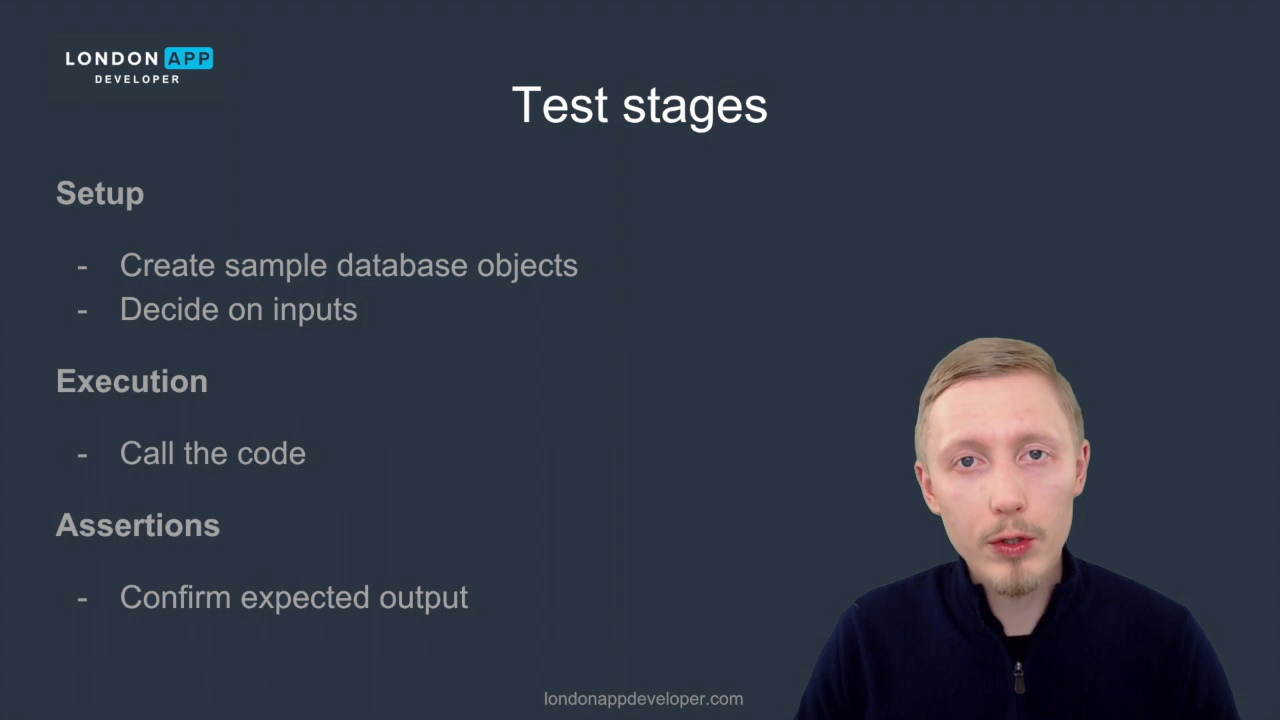 LONDON APP
DEVELOPER
Test stages
Setup
- Create sample database objects
- Decide on inputs
Execution
- Call the code
Assertions
- Confirm expected output
londonappdeveloper.com